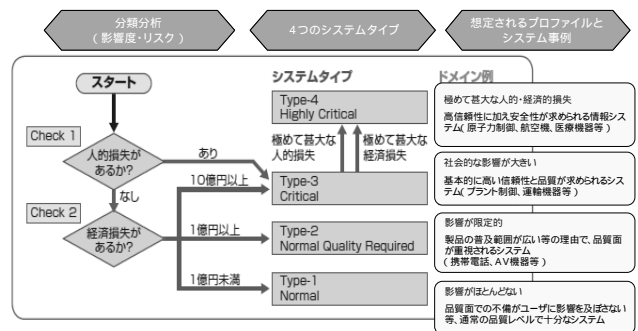 分類分析
(影響度・リスク)
4つのシステムタイプ
想定されるプロファイルと
システム事例
スタート
システムタイプ
ドメイン例
Check 1
人的損失が
あるか?
あり
なし
Check 2
経済損失が
あるか?
10億円以上
1億円以上
1億円未満
Type-4
Highly Critical
極めて甚大な
人的損失
極めて甚大な
経済損失
Type-3
Critical
Type-2
Normal Quality Required
Type-1
Normal
極めて甚大な人的・経済的損失
高信頼性に加え安全性が求められる情報シス
テム(原子力制御、航空機、医療機器等)
社会的な影響が大きい
基本的に高い信頼性と品質が求められるシス
テム(プラント制御、運輸機器等)
影響が限定的
製品の普及範囲が広い等の理由で、品質面
が重視されるシステム
(携帯電話、AV機器等)
影響がほとんどない
品質面での不備がユーザに影響を及ぼさない
等、通常の品質レベルで十分なシステム